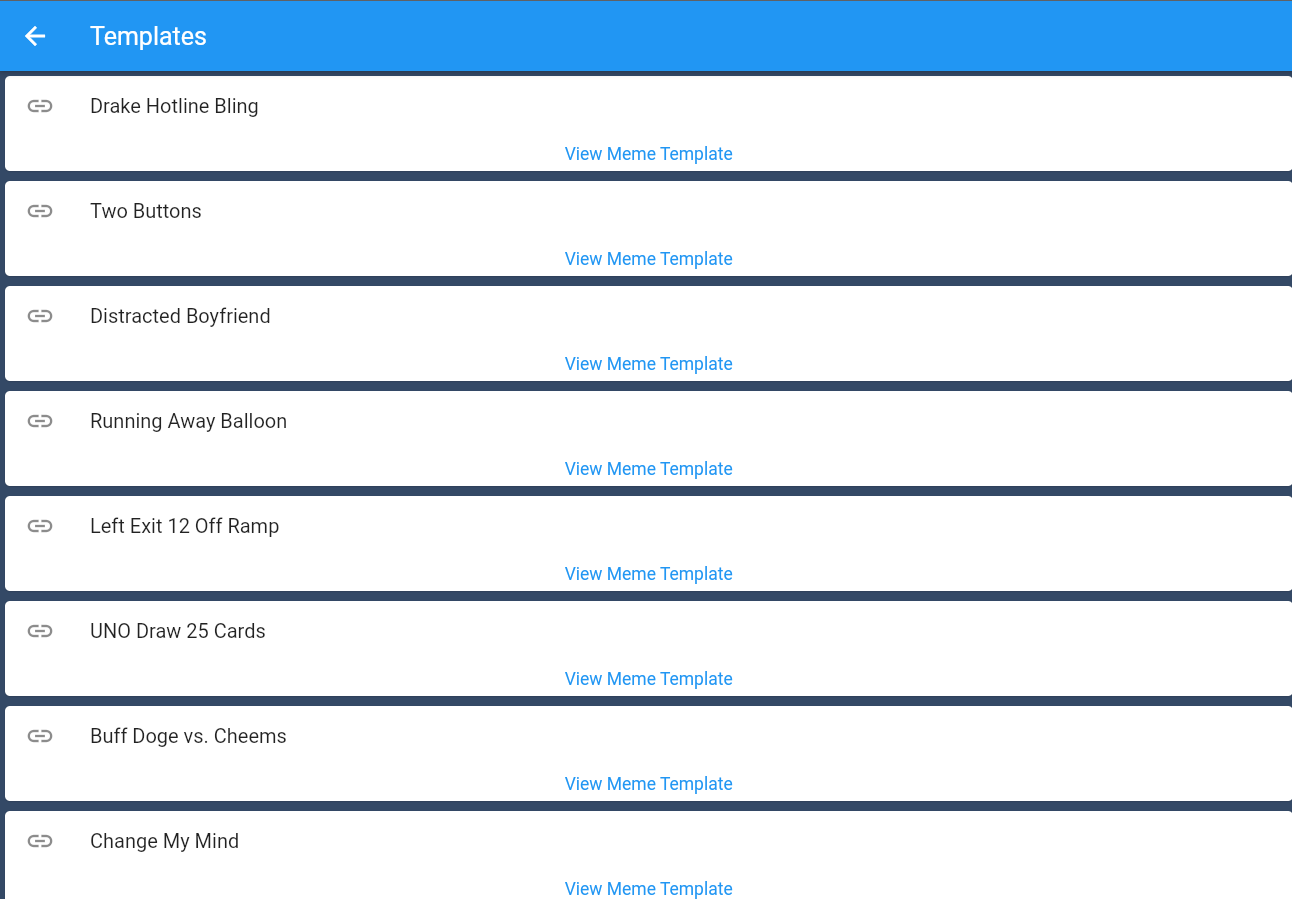 Templates
Drake Hotline Bling
View Meme Template
Two Buttons
View Meme Template
Distracted Boyfriend
View Meme Template
Running Away Balloon
View Meme Template
Left Exit 12 Off Ramp
View Meme Template
UNO Draw 25 Cards
View Meme Template
Buff Doge vs. Cheems
View Meme Template
Change My Mind
View Meme Template